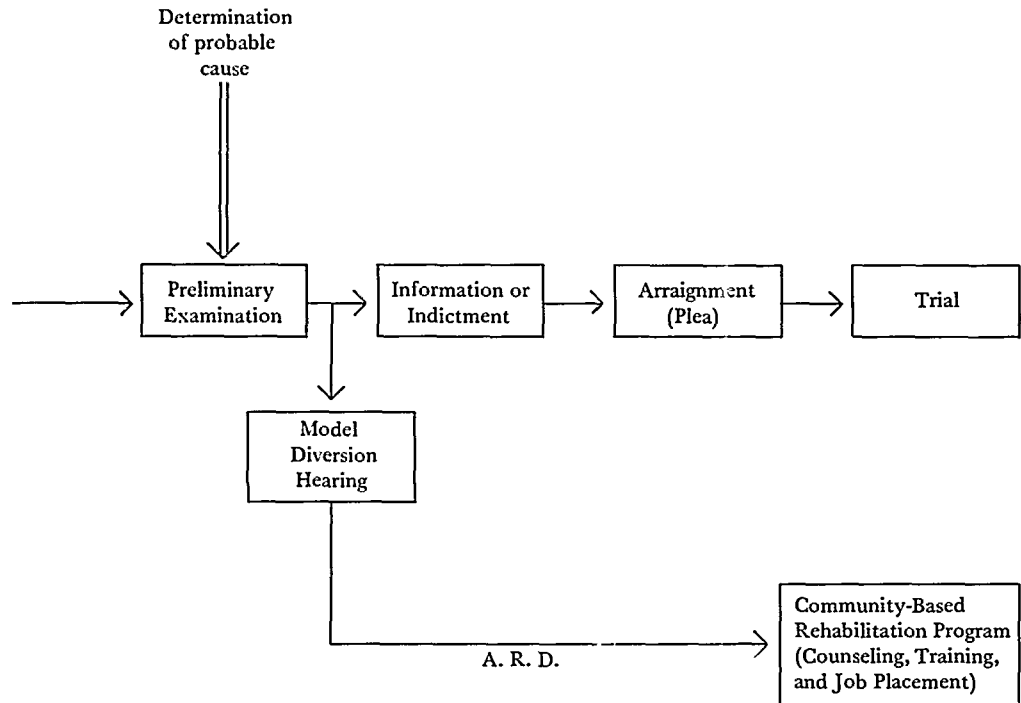 Determination
of probable
cause
Preliminary
Examination
Information or
Indictment
Arraignment
(Plea)
Trial
Model
Diversion
Hearing
A. R. D.
Community-Based
Rehabilitation Program
(Counseling, Training,
and Job Placement)